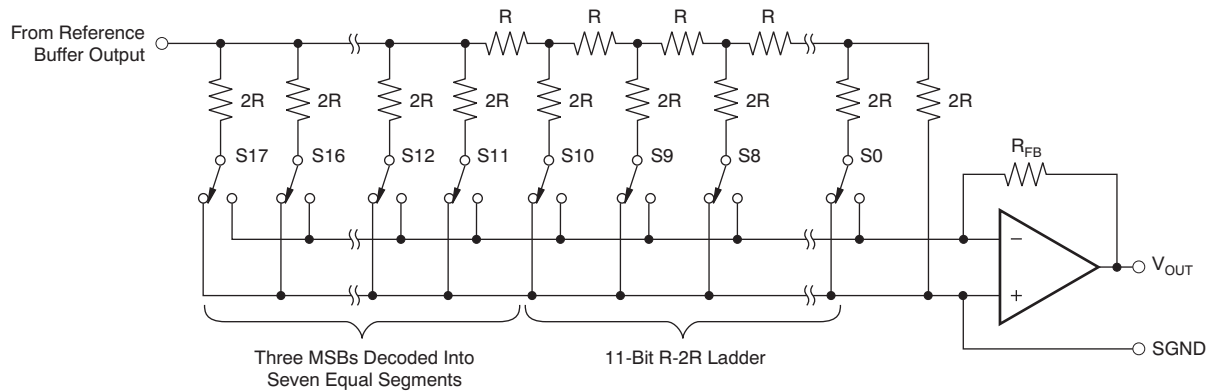 From Reference
Buffer Output
R
R
R
R
2R
2R
2R
2R
2R
2R
2R
2R
2R
S17
S16
S12
S11
S10
S9
S8
S0
RFB
−
+
VOUT
SGND
Three MSBs Decoded Into
Seven Equal Segments
11-Bit R-2R Ladder